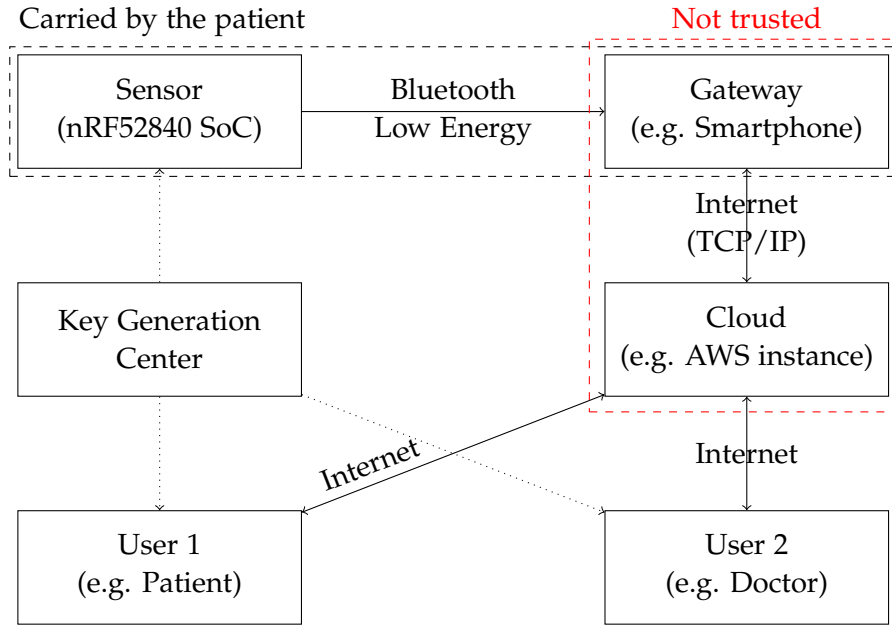 Carried by the patient
Not trusted
Sensor
(nRF52840 SoC)
Bluetooth
Low Energy
Gateway
(e.g. Smartphone)
Internet
(TCP/IP)
Key Generation
Center
Cloud
(e.g. AWS instance)
Internet
Internet
User 1
(e.g. Patient)
User 2
(e.g. Doctor)